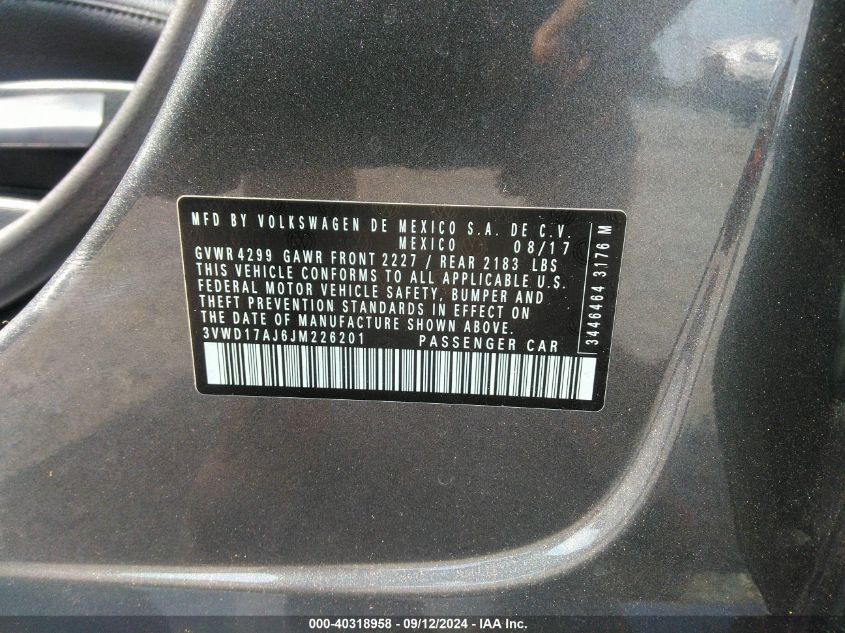 MFD BY VOLKSWAGEN DE MEXICO S.A. DE C.V.
MEXICO 08/17
GVWR 4299 GAWR FRONT 2227 / REAR 2183 LBS
THIS VEHICLE CONFORMS TO ALL APPLICABLE U.S.
FEDERAL MOTOR VEHICLE SAFETY, BUMPER AND
THEFT PREVENTION STANDARDS IN EFFECT ON
THE DATE OF MANUFACTURE SHOWN ABOVE.
3VWD17AJ6JM226201 PASSENGER CAR
3446464 3176 M
000-40318958 - 09/12/2024 - IAA Inc.